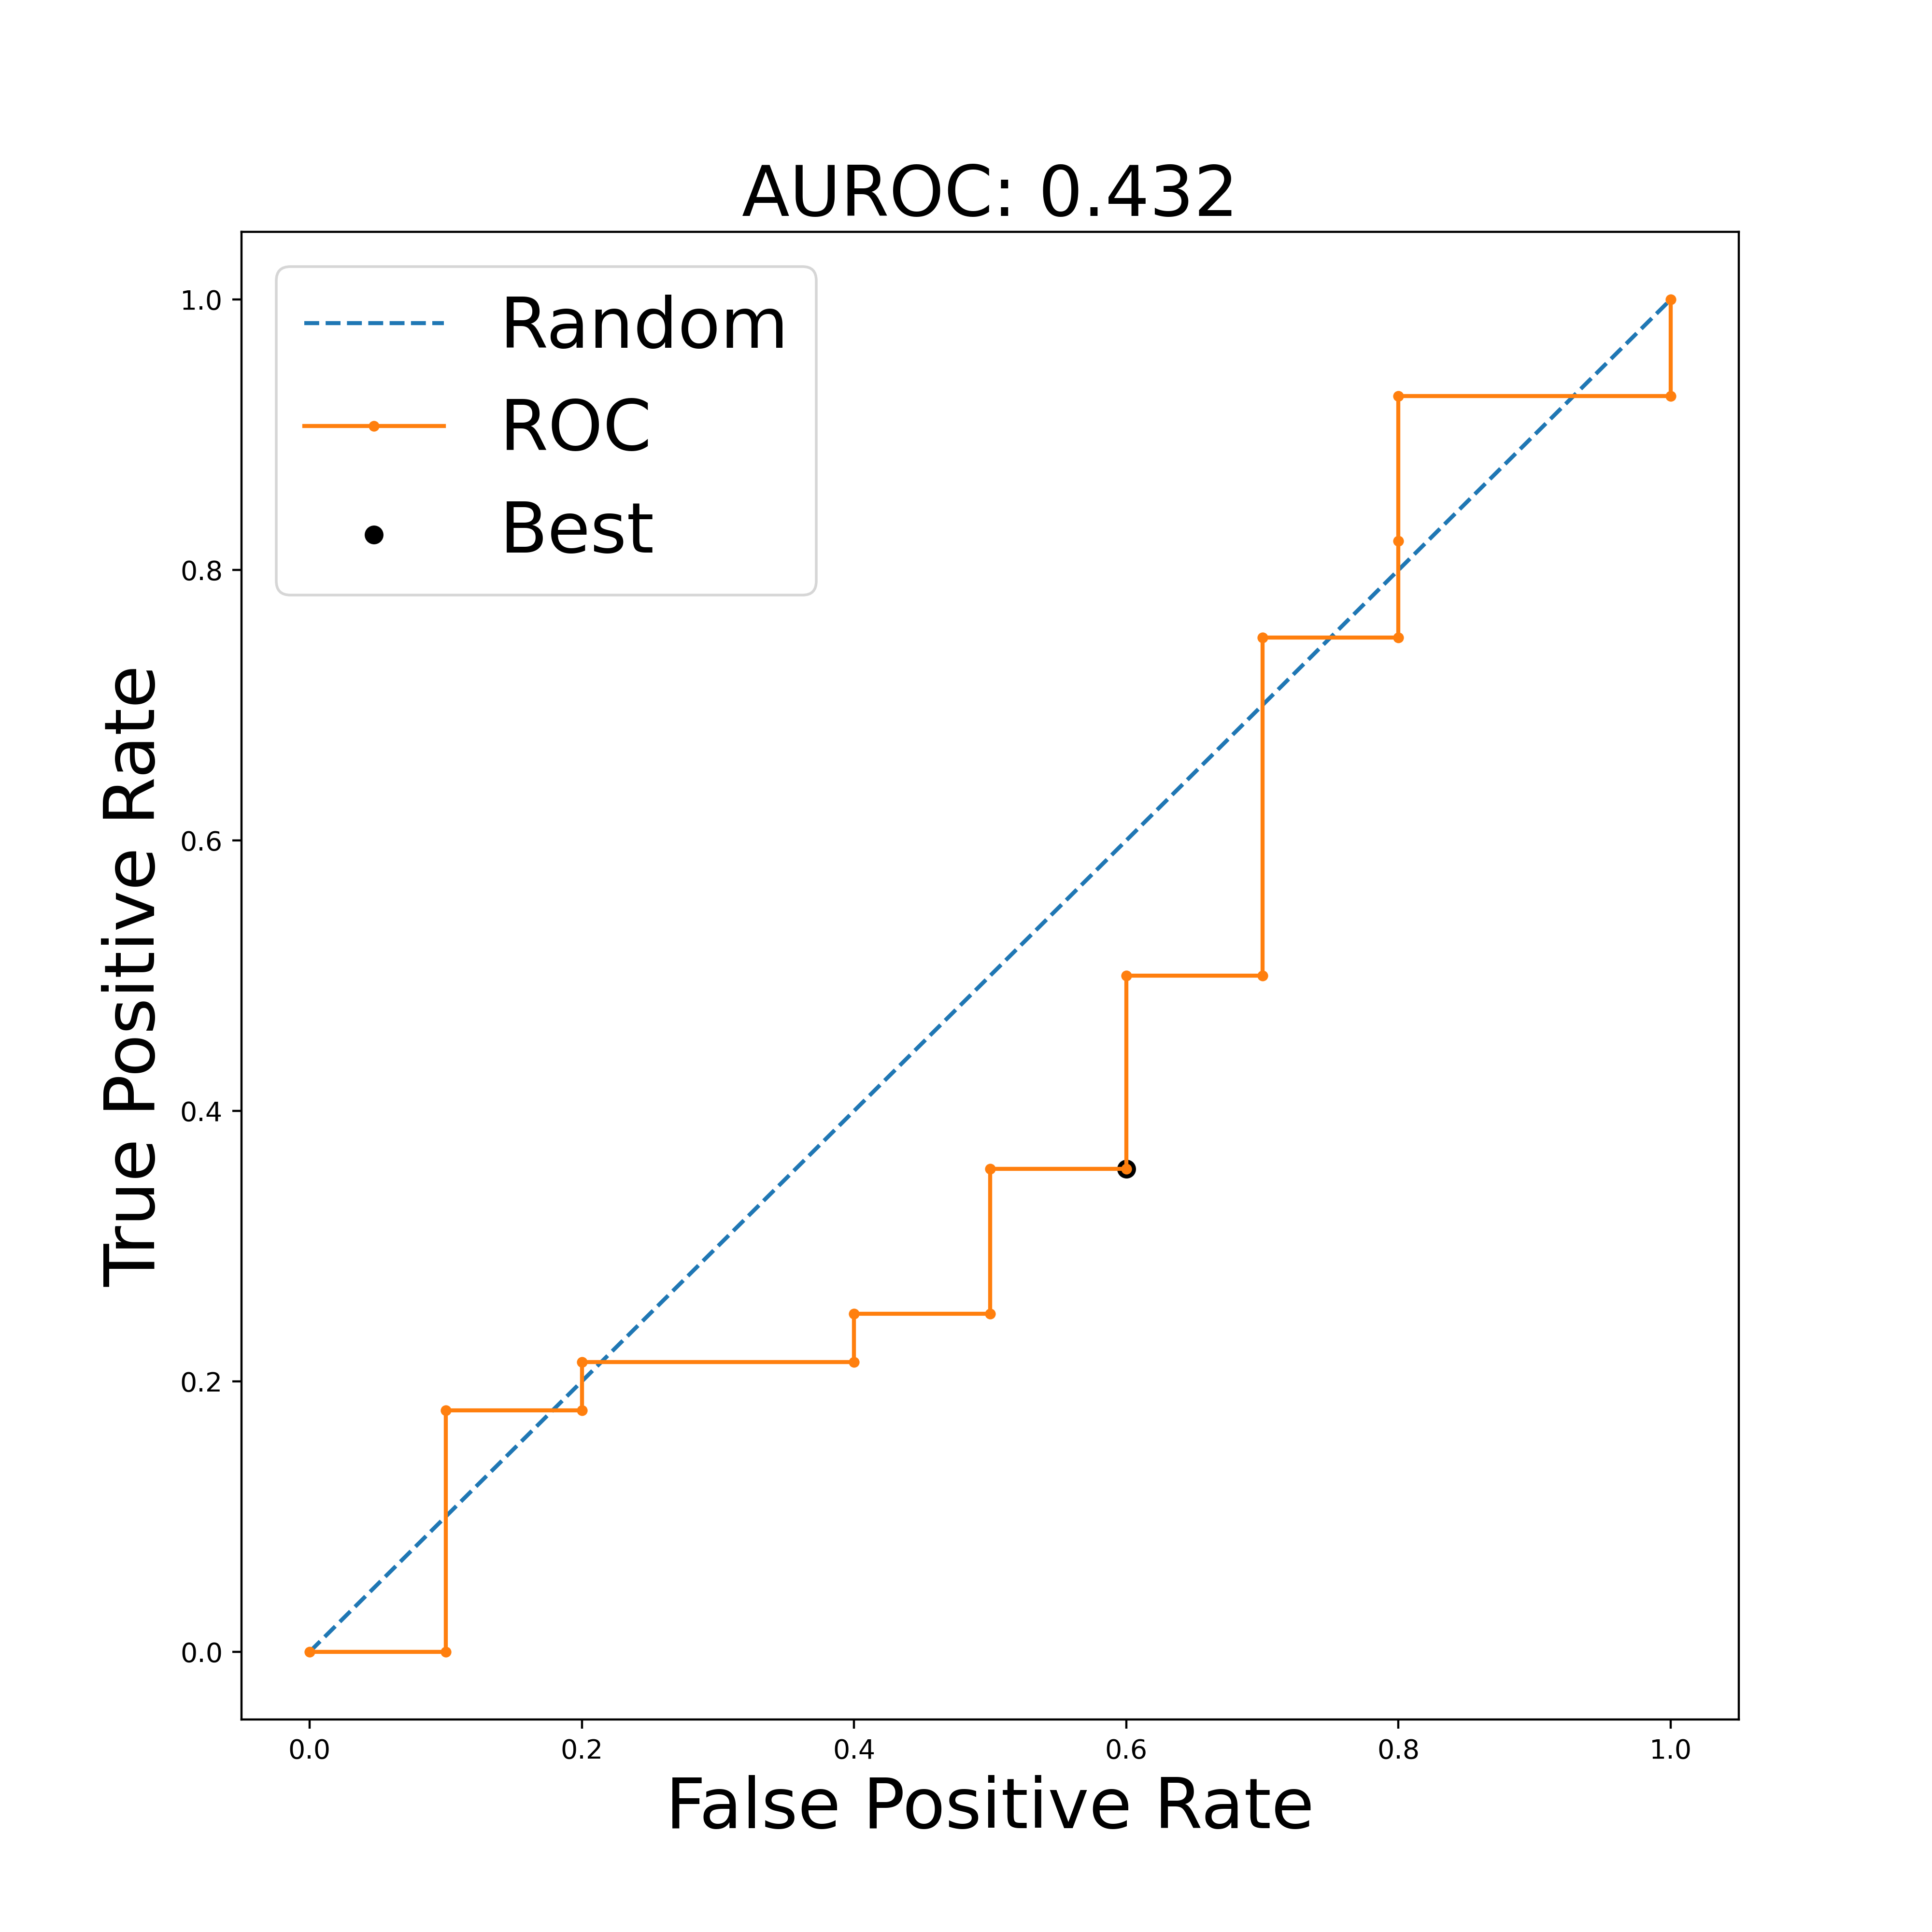 AUROC: 0.432
Random
ROC
Best
True Positive Rate
1.0
0.8
0.6
0.4
0.2
0.0
0.0 0.2 0.4 0.6 0.8 1.0
False Positive Rate